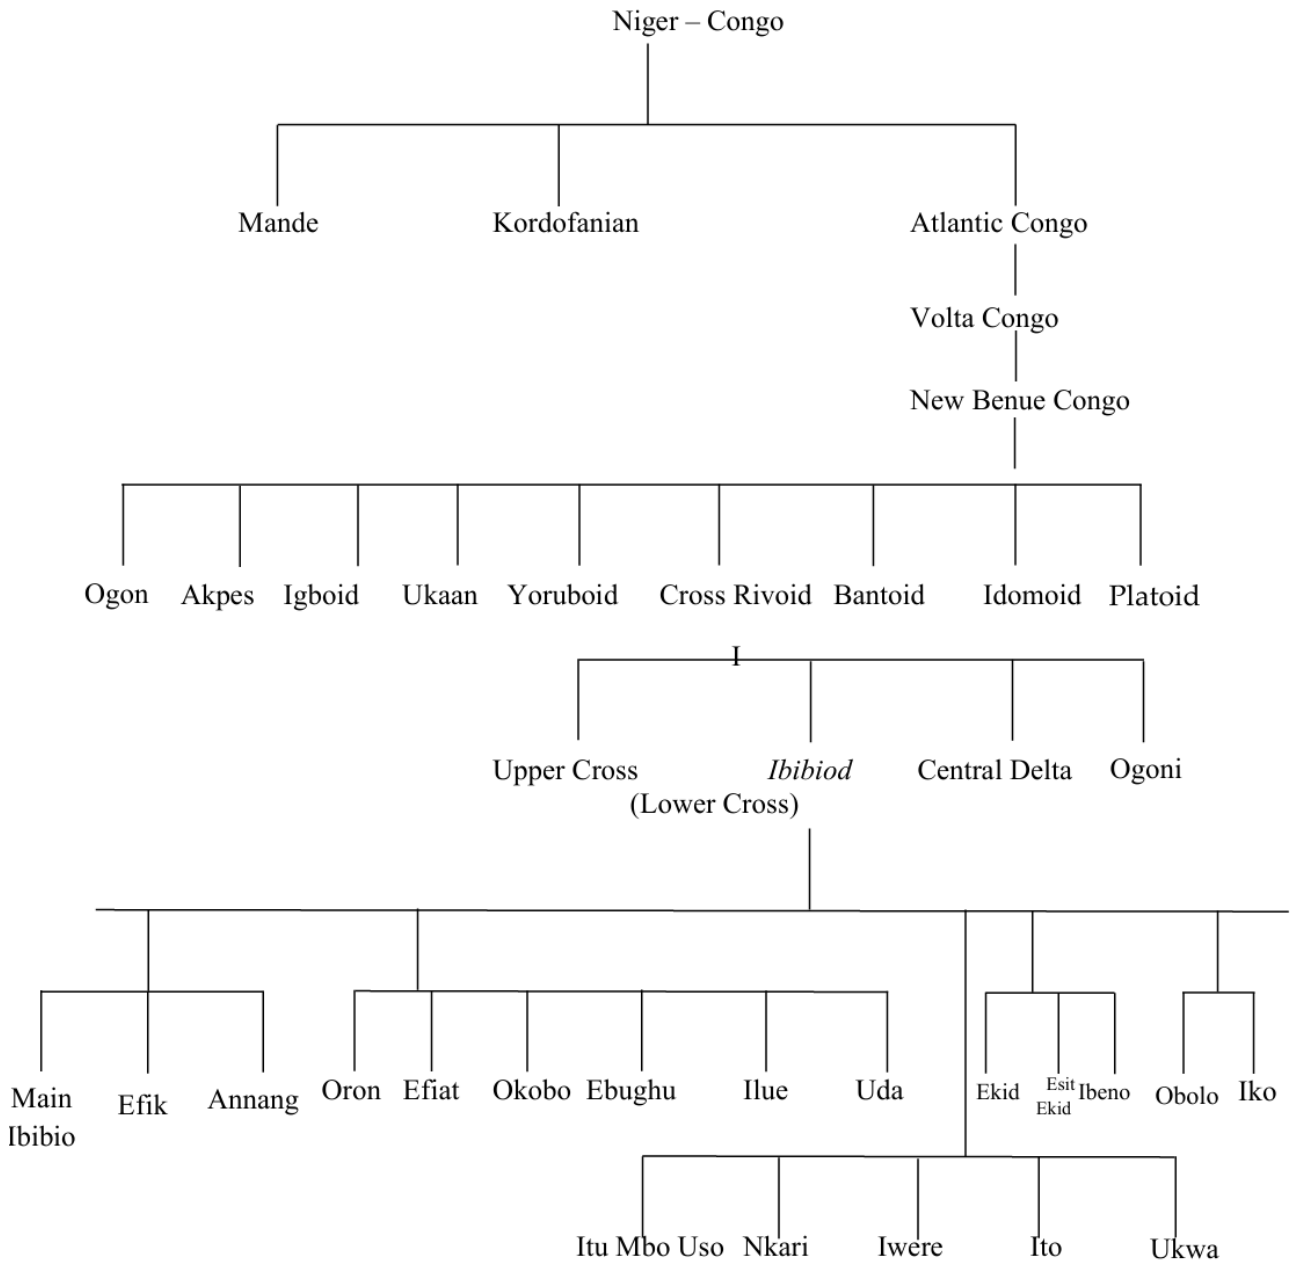 Niger – Congo
Mande Kordofanian Atlantic Congo
Volta Congo
New Benue Congo
Ogon Akpes Igboid Ukaan Yoruboid Cross Rivoid Bantoid Idomoid Platoid
I
Upper Cross Ibibiod Central Delta Ogoni
(Lower Cross)
Main Efik Annang Oron Efiat Okobo Ebughu Ilue Uda Ekid Esit Ibeno Obolo Iko
Ekid
Ibibio
Itu Mbo Uso Nkari Iwere Ito Ukwa